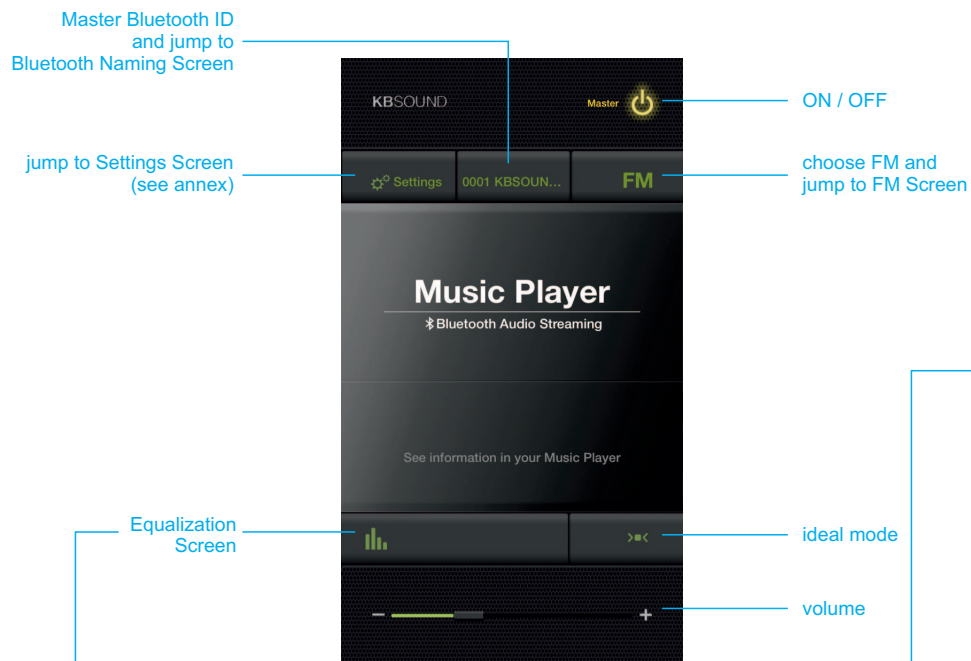 Master Bluetooth ID
and jump to
Bluetooth Naming Screen
KBSOUND
Master
ON / OFF
jump to Settings Screen
(see annex)
Settings
0001 KBSOUN...
FM
choose FM and
jump to FM Screen
Music Player
Bluetooth Audio Streaming
See information in your Music Player
Equalization
Screen
ideal mode
− +
volume